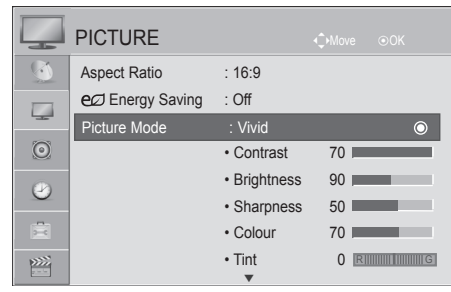 PICTURE Move OK
Aspect Ratio : 16:9
Energy Saving : Off
Picture Mode : Vivid
• Contrast 70
• Brightness 90
• Sharpness 50
• Colour 70
• Tint 0 R G